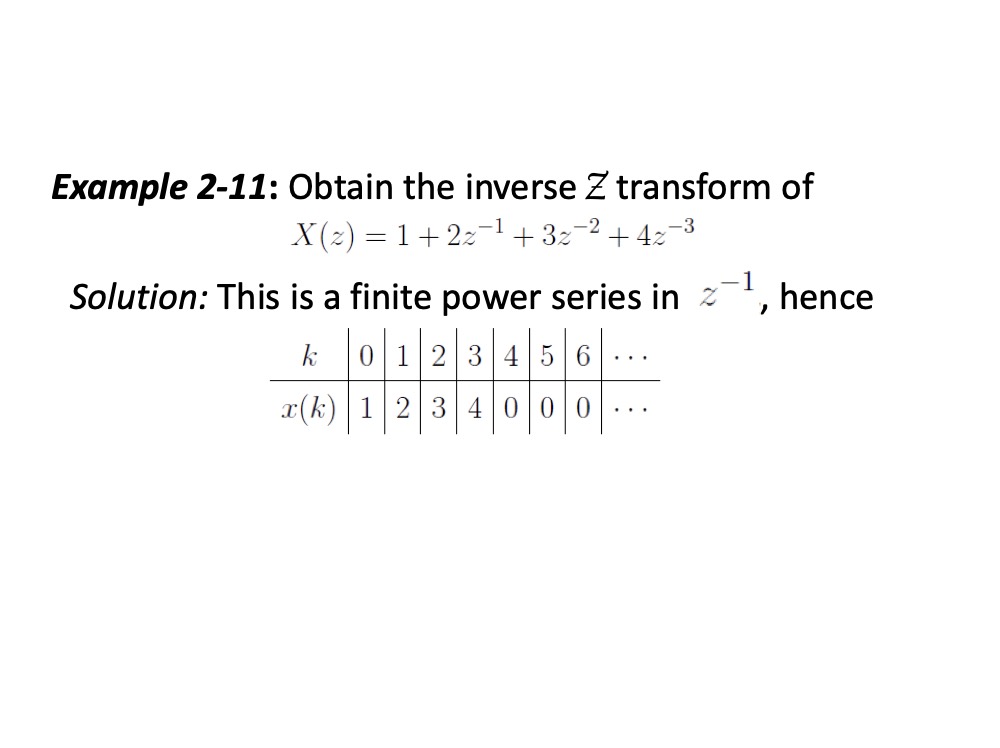 Example 2-11: Obtain the inverse Z transform of
X(z) = 1 + 2z⁻¹ + 3z⁻² + 4z⁻³
Solution: This is a finite power series in z⁻¹, hence
k 0 1 2 3 4 5 6 ···
x(k) 1 2 3 4 0 0 0 ···